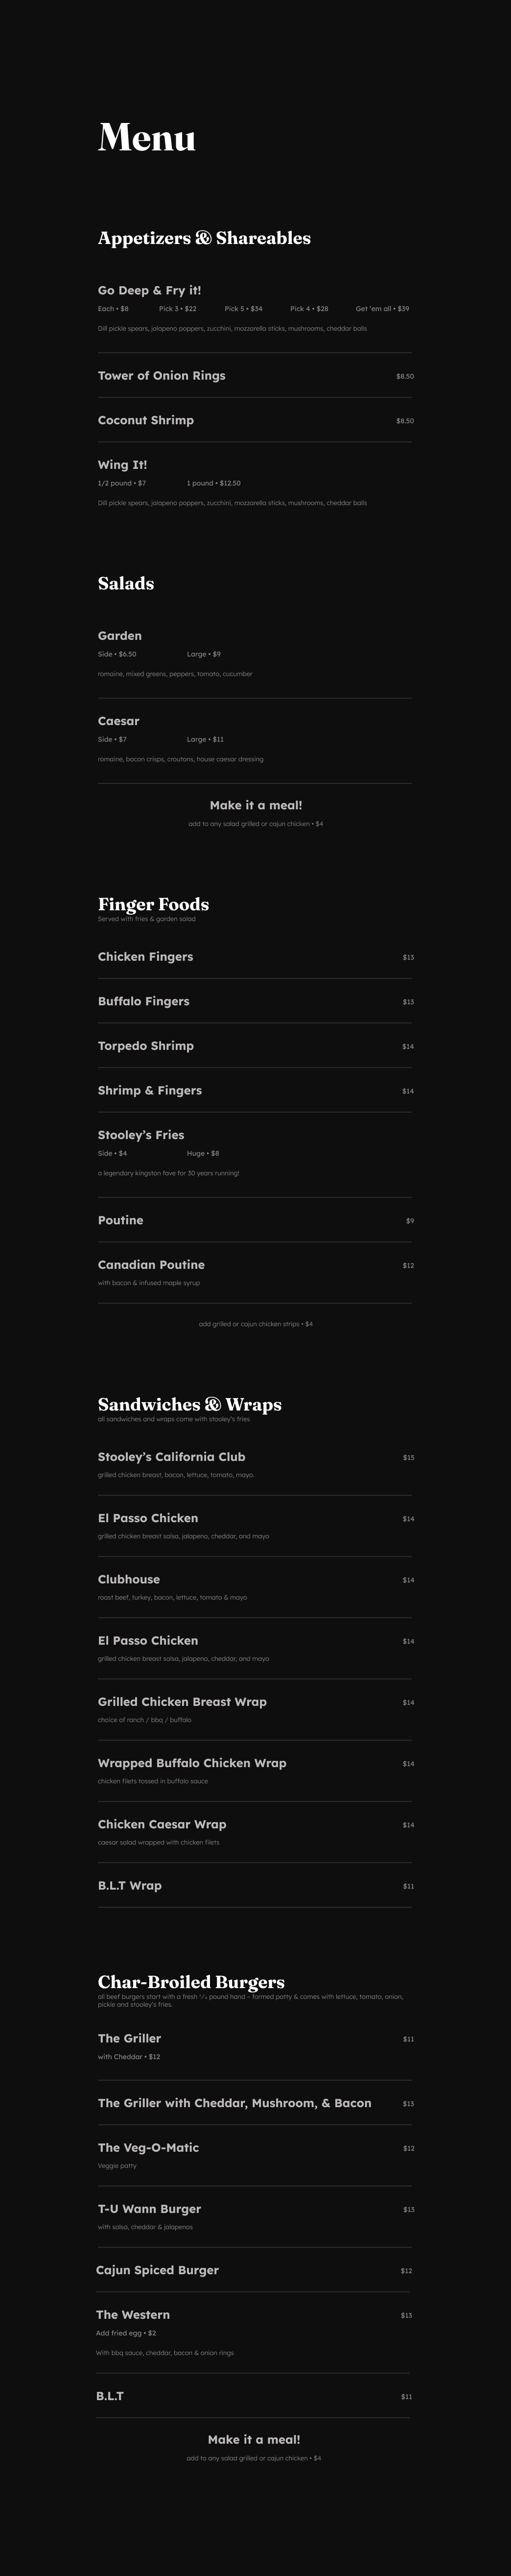 Menu
Appetizers & Shareables
Go Deep & Fry it!
Each • $8 Pick 3 • $22 Pick 5 • $34 Pick 4 • $28 Get 'em all • $39
Dill pickle spears, jalapeno poppers, zucchini, mozzarella sticks, mushrooms, cheddar balls
Tower of Onion Rings $8.50
Coconut Shrimp $8.50
Wing It!
1/2 pound • $7 1 pound • $12.50
Dill pickle spears, jalapeno poppers, zucchini, mozzarella sticks, mushrooms, cheddar balls
Salads
Garden
Side • $6.50 Large • $9
romaine, mixed greens, peppers, tomato, cucumber
Caesar
Side • $7 Large • $11
romaine, bacon crisps, croutons, house caesar dressing
Make it a meal!
add to any salad grilled or cajun chicken • $4
Finger Foods
Served with fries & garden salad
Chicken Fingers $13
Buffalo Fingers $13
Torpedo Shrimp $14
Shrimp & Fingers $14
Stooley’s Fries
Side • $4 Huge • $8
a legendary kingston fave for 30 years running!
Poutine $9
Canadian Poutine $12
with bacon & infused maple syrup
add grilled or cajun chicken strips • $4
Sandwiches & Wraps
all sandwiches and wraps come with stooley’s fries
Stooley’s California Club $15
grilled chicken breast, bacon, lettuce, tomato, mayo.
El Passo Chicken $14
grilled chicken breast salsa, jalapeno, cheddar, and mayo
Clubhouse $14
roast beef, turkey, bacon, lettuce, tomato & mayo
El Passo Chicken $14
grilled chicken breast salsa, jalapeno, cheddar, and mayo
Grilled Chicken Breast Wrap $14
choice of ranch / bbq / buffalo
Wrapped Buffalo Chicken Wrap $14
chicken filets tossed in buffalo sauce
Chicken Caesar Wrap $14
caesar salad wrapped with chicken filets
B.L.T Wrap $11
Char-Broiled Burgers
all beef burgers start with a fresh pound hand – formed patty & comes with lettuce, tomato, onion,
pickle and stooley’s fries.
The Griller $11
with Cheddar • $12
The Griller with Cheddar, Mushroom, & Bacon $13
The Veg-O-Matic $12
Veggie patty
T-U Wann Burger $13
with salsa, cheddar & jalapenos
Cajun Spiced Burger $12
The Western $13
Add fried egg • $2
With bbq sauce, cheddar, bacon & onion rings
B.L.T $11
Make it a meal!
add to any salad grilled or cajun chicken • $4